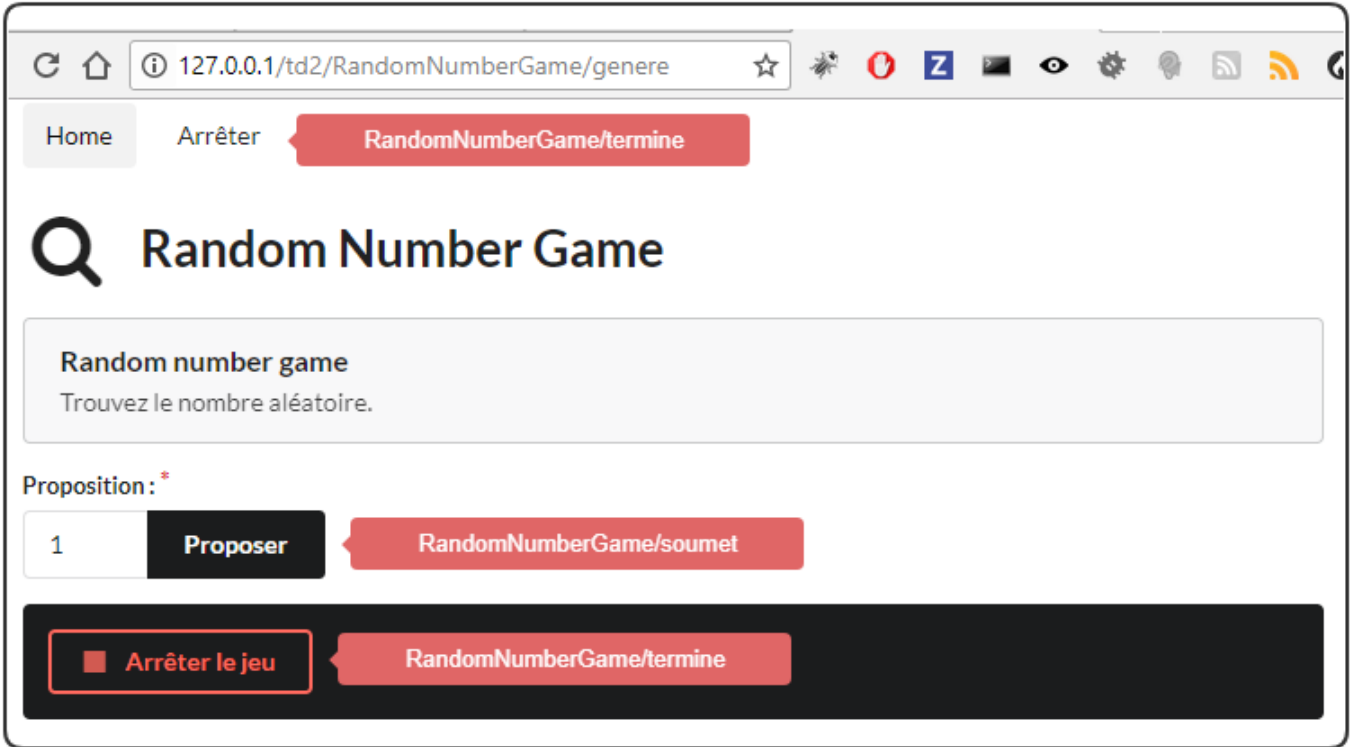 127.0.0.1/td2/RandomNumberGame/genere
Z
Home Arrêter RandomNumberGame/termine
Random Number Game
Random number game
Trouvez le nombre aléatoire.
Proposition : *
1 Proposer RandomNumberGame/soumet
Arrêter le jeu RandomNumberGame/termine